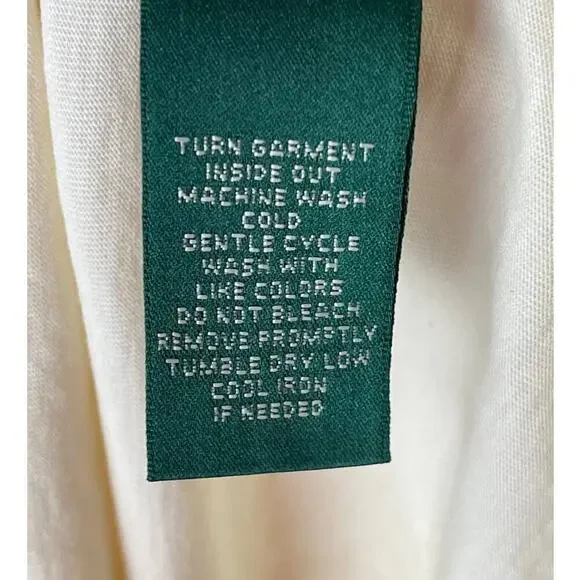 TURN GARMENT
INSIDE OUT
MACHINE WASH
COLD
GENTLE CYCLE
WASH WITH
LIKE COLORS
DO NOT BLEACH
REMOVE PROMPTLY
TUMBLE DRY LOW
COOL IRON
IF NEEDED